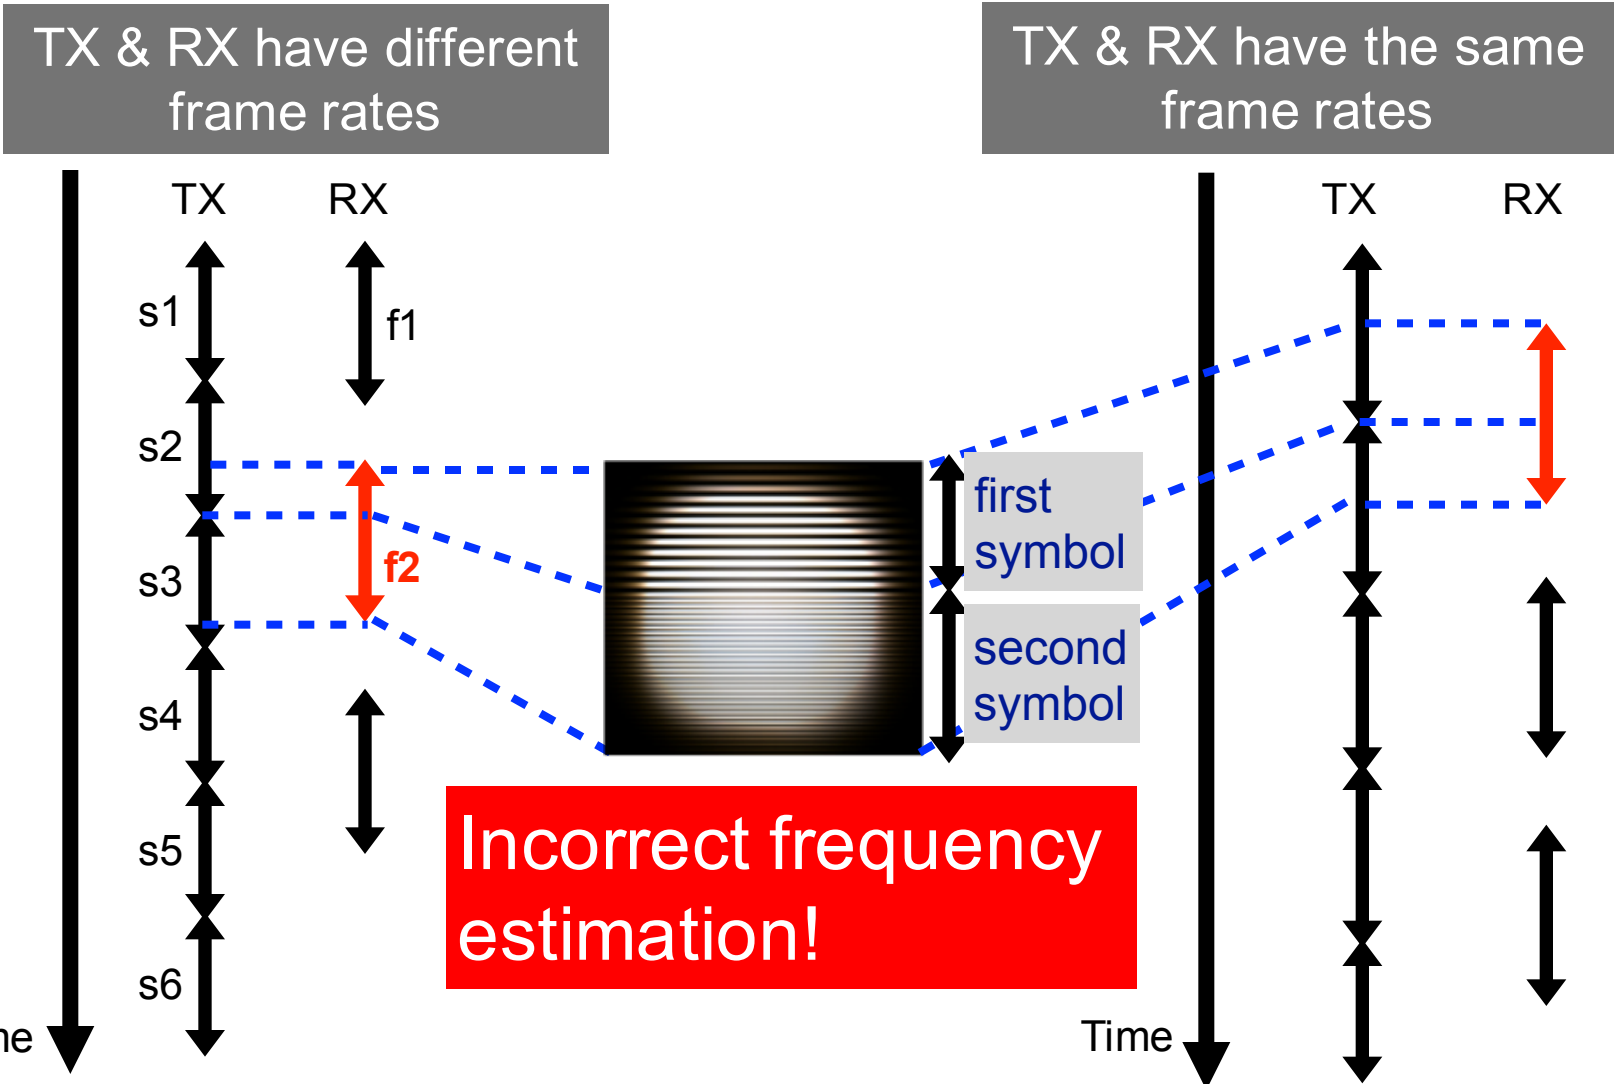 TX & RX have different
frame rates
TX & RX have the same
frame rates
TX
RX
s1
f1
s2
f2
s3
s4
s5
s6
first
symbol
second
symbol
Incorrect frequency
estimation!
TX
RX
Time